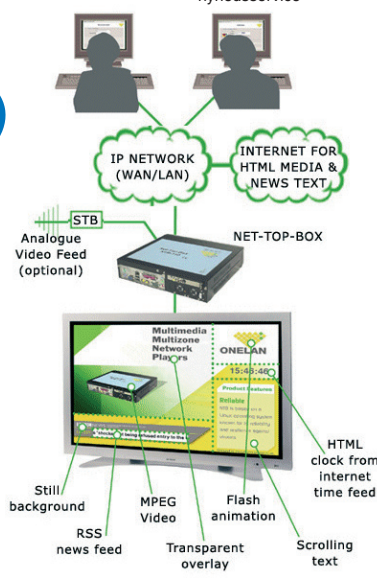 nyhedsservice
IP NETWORK
(WAN/LAN)
INTERNET FOR
HTML MEDIA &
NEWS TEXT
STB
Analogue
Video Feed
(optional)
NET-TOP-BOX
Multimedia
Multizone
Network
Players
ONELAN
15:46:46
Product Features
Reliable
HTML
clock from
internet
time feed
Still
background
RSS
news feed
MPEG
Video
Transparent
overlay
Flash
animation
Scrolling
text